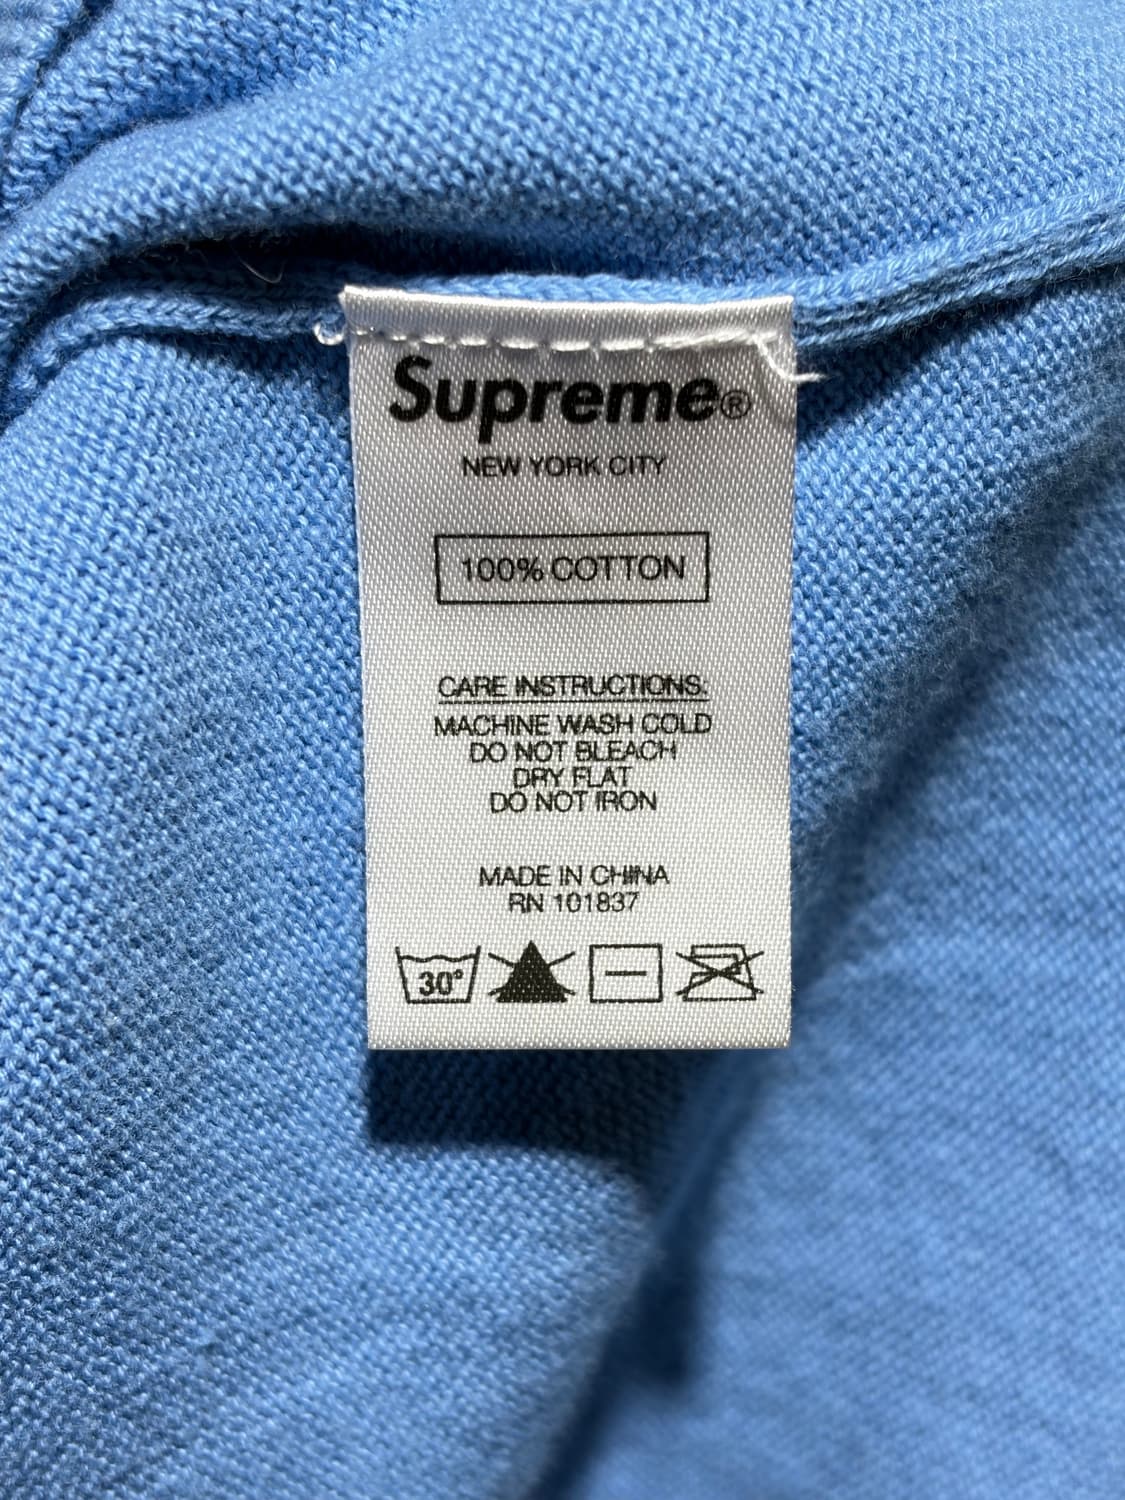 Supreme®
NEW YORK CITY
100% COTTON
CARE INSTRUCTIONS:
MACHINE WASH COLD
DO NOT BLEACH
DRY FLAT
DO NOT IRON
MADE IN CHINA
RN 101837
30°